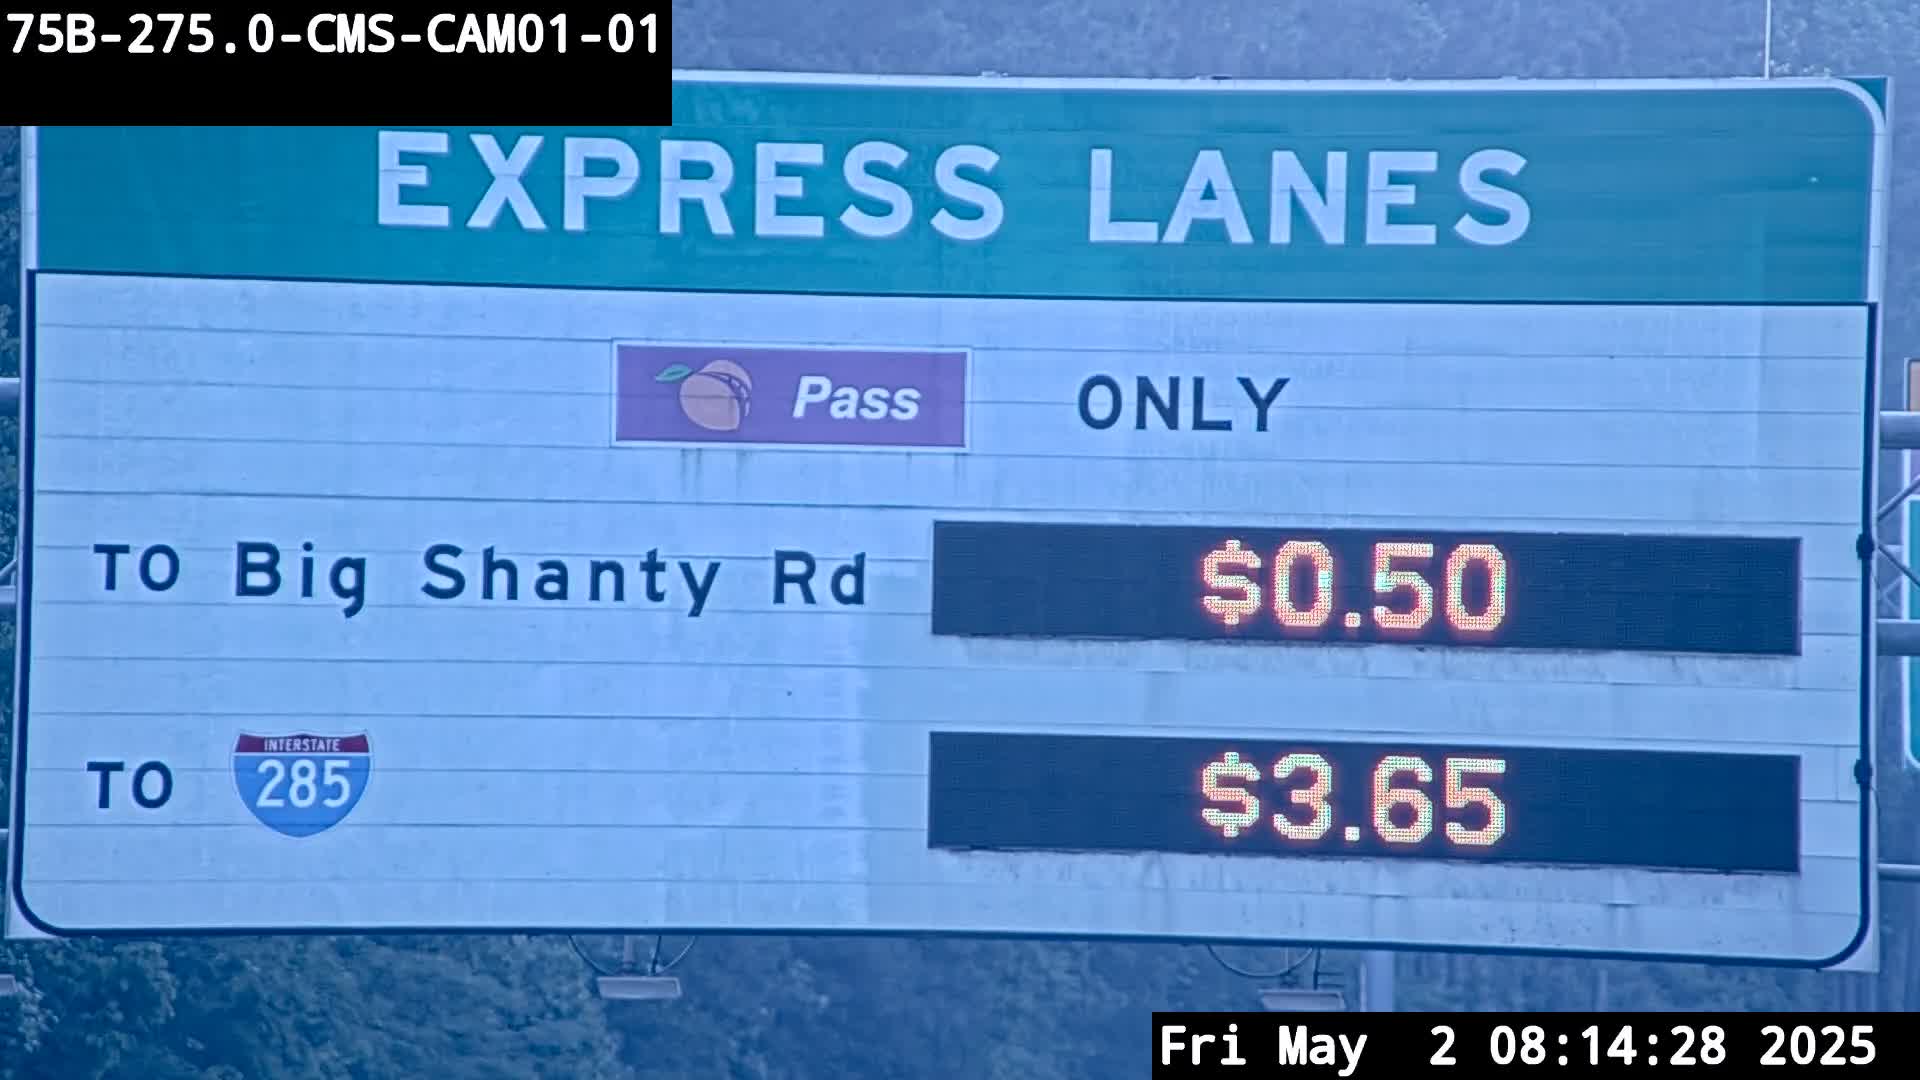 75B-275.0-CMS-CAM01-01
EXPRESS LANES
Pass ONLY
TO Big Shanty Rd $0.50
INTERSTATE
TO 285 $3.65
Fri May 2 08:14:28 2025